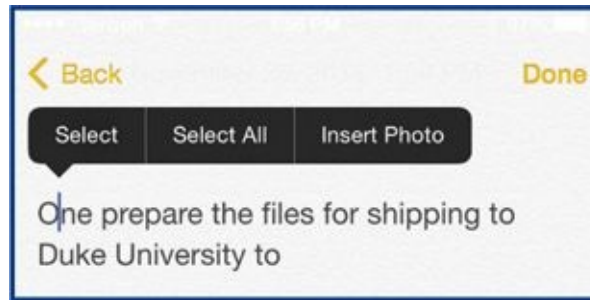 Back
Done
Select Select All Insert Photo
One prepare the files for shipping to
Duke University to